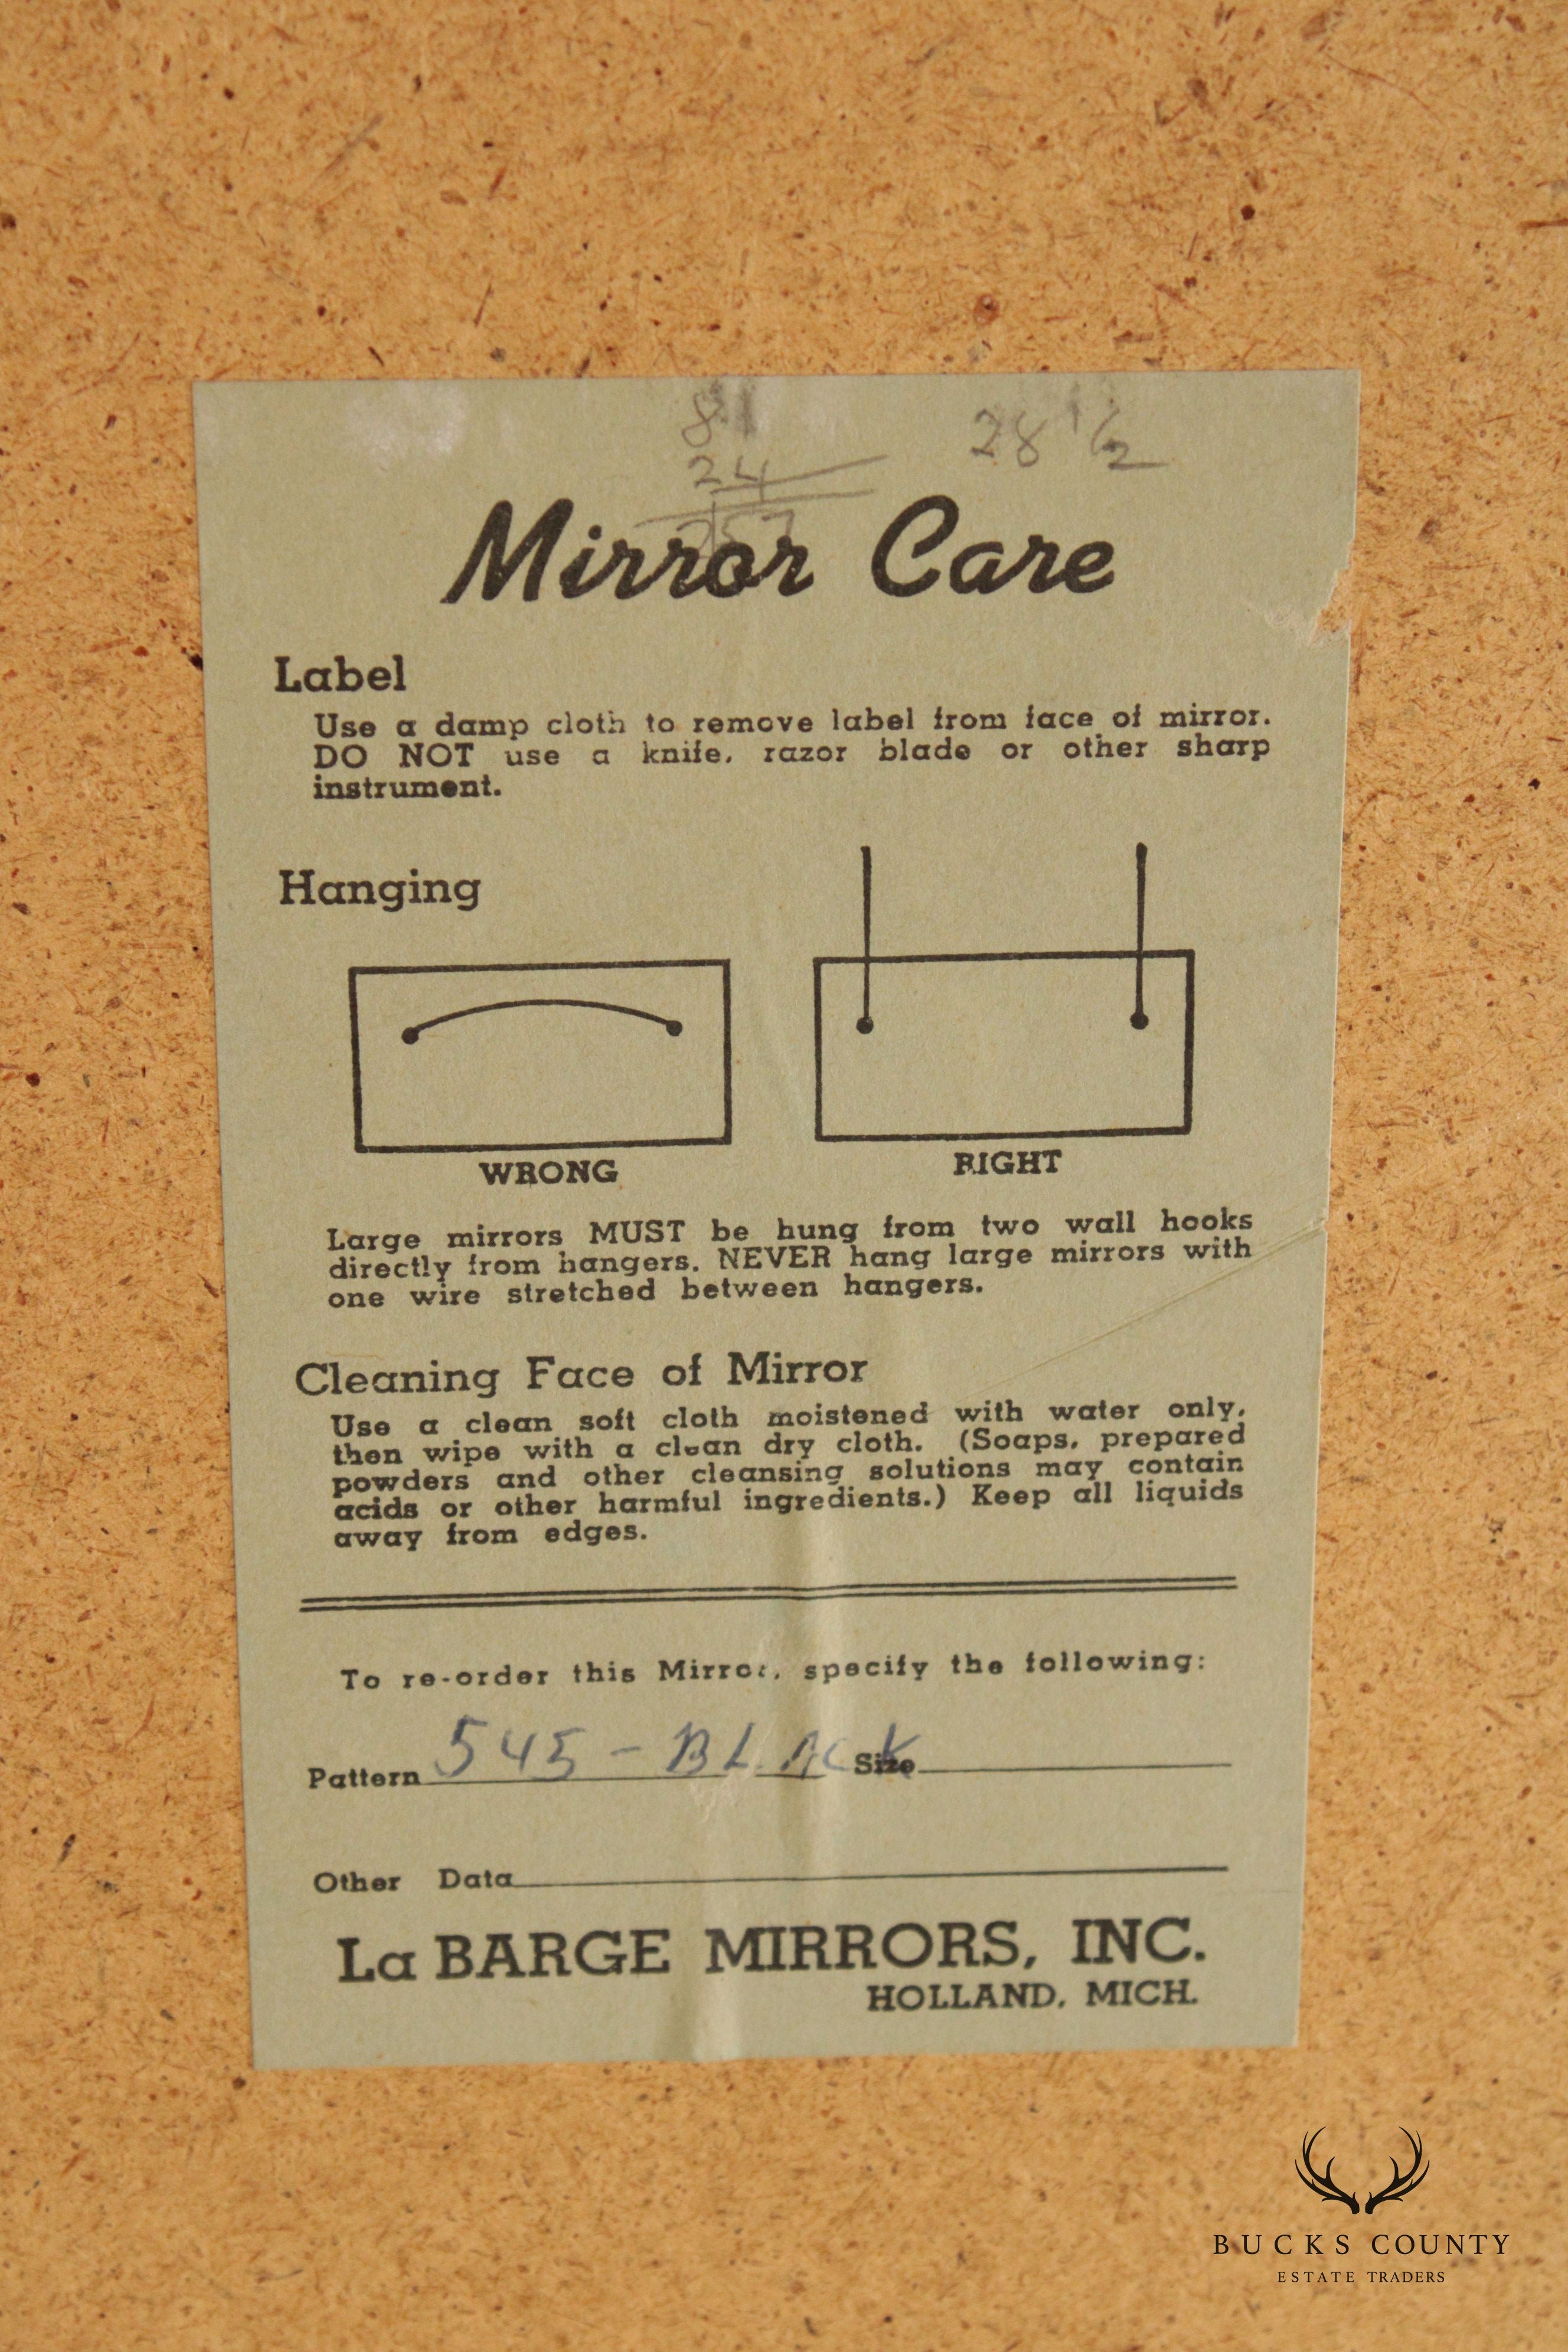 81
28 1/2
24
257
Mirror Care
Label
Use a damp cloth to remove label from face of mirror.
DO NOT use a knife, razor blade or other sharp
instrument.
Hanging
WRONG
RIGHT
Large mirrors MUST be hung from two wall hooks
directly from hangers. NEVER hang large mirrors with
one wire stretched between hangers.
Cleaning Face of Mirror
Use a clean soft cloth moistened with water only,
then wipe with a clean dry cloth. (Soaps, prepared
powders and other cleansing solutions may contain
acids or other harmful ingredients.) Keep all liquids
away from edges.
To re-order this Mirror, specify the following:
Pattern 545 - BLACK Size
Other Data
La BARGE MIRRORS, INC.
HOLLAND, MICH.
BUCKS COUNTY
ESTATE TRADERS